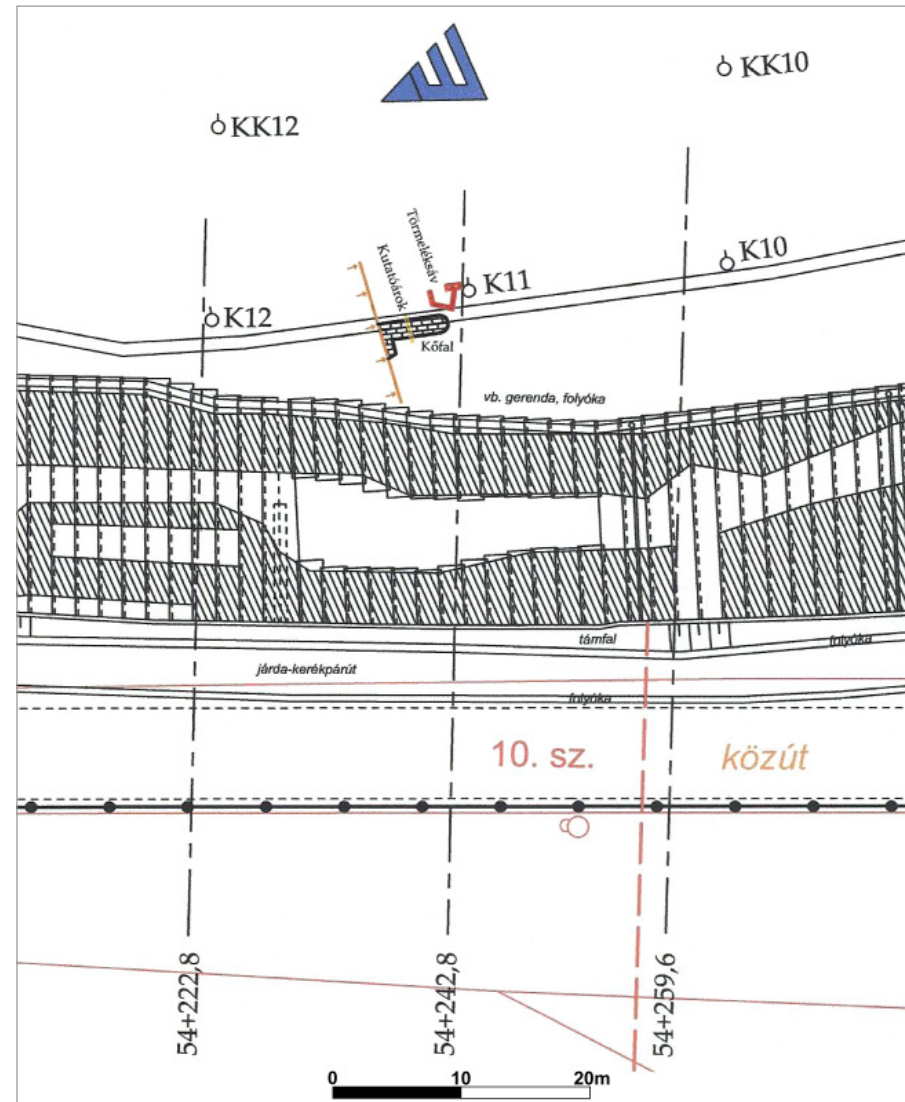 KK10
KK12
K10
K11
K12
Törmeléksáv
Kutatóárok
Kőfal
vb. gerenda, folyóka
támfal
folyóka
járda-kerékpárút
folyóka
10. sz.
közút
54+222,8
54+242,8
54+259,6
0 10 20m